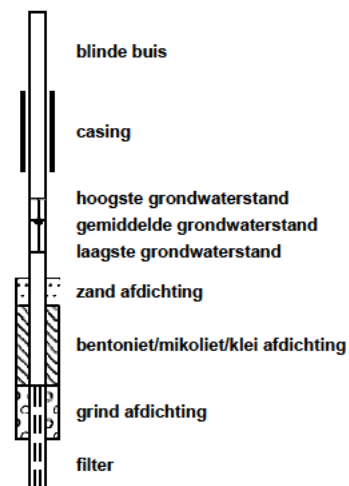 blinde buis
casing
hoogste grondwaterstand
gemiddelde grondwaterstand
laagste grondwaterstand
zand afdichting
bentoniet/mikoliet/klei afdichting
grind afdichting
filter